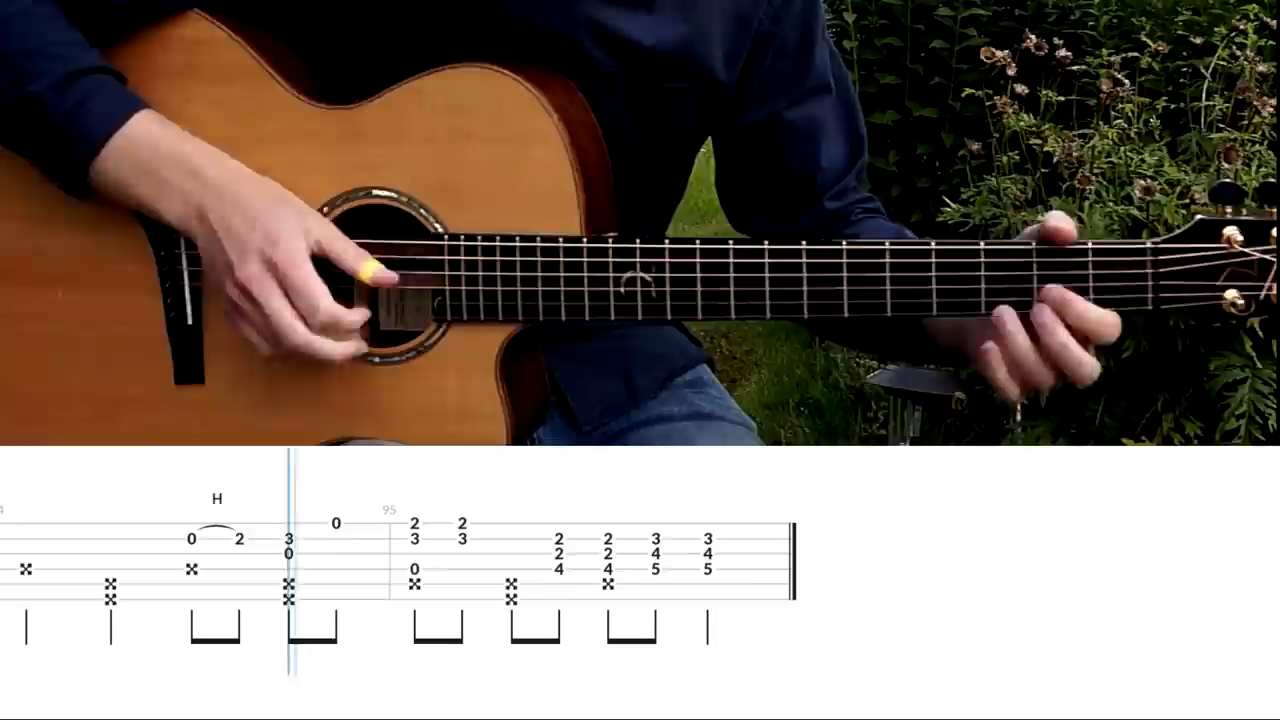 H
4 95
0 2 2
0 2 3 3 3 2 2 3 3
0 2 2 4 4
x x 0 4 4 5 5
x x x x x
x x x